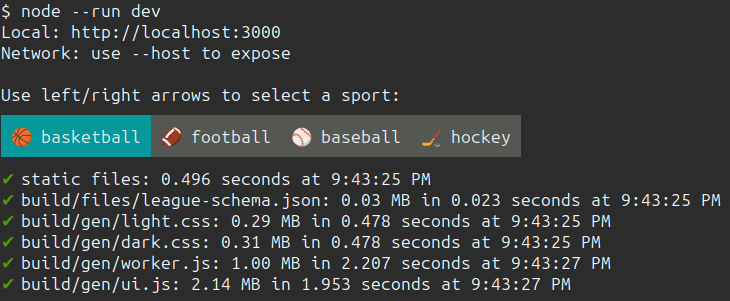 $ node --run dev
Local: http://localhost:3000
Network: use --host to expose
Use left/right arrows to select a sport:
🏀 basketball 🏈 football ⚾ baseball 🏒 hockey
✔ static files: 0.496 seconds at 9:43:25 PM
✔ build/files/league-schema.json: 0.03 MB in 0.023 seconds at 9:43:25 PM
✔ build/gen/light.css: 0.29 MB in 0.478 seconds at 9:43:25 PM
✔ build/gen/dark.css: 0.31 MB in 0.478 seconds at 9:43:25 PM
✔ build/gen/worker.js: 1.00 MB in 2.207 seconds at 9:43:27 PM
✔ build/gen/ui.js: 2.14 MB in 1.953 seconds at 9:43:27 PM